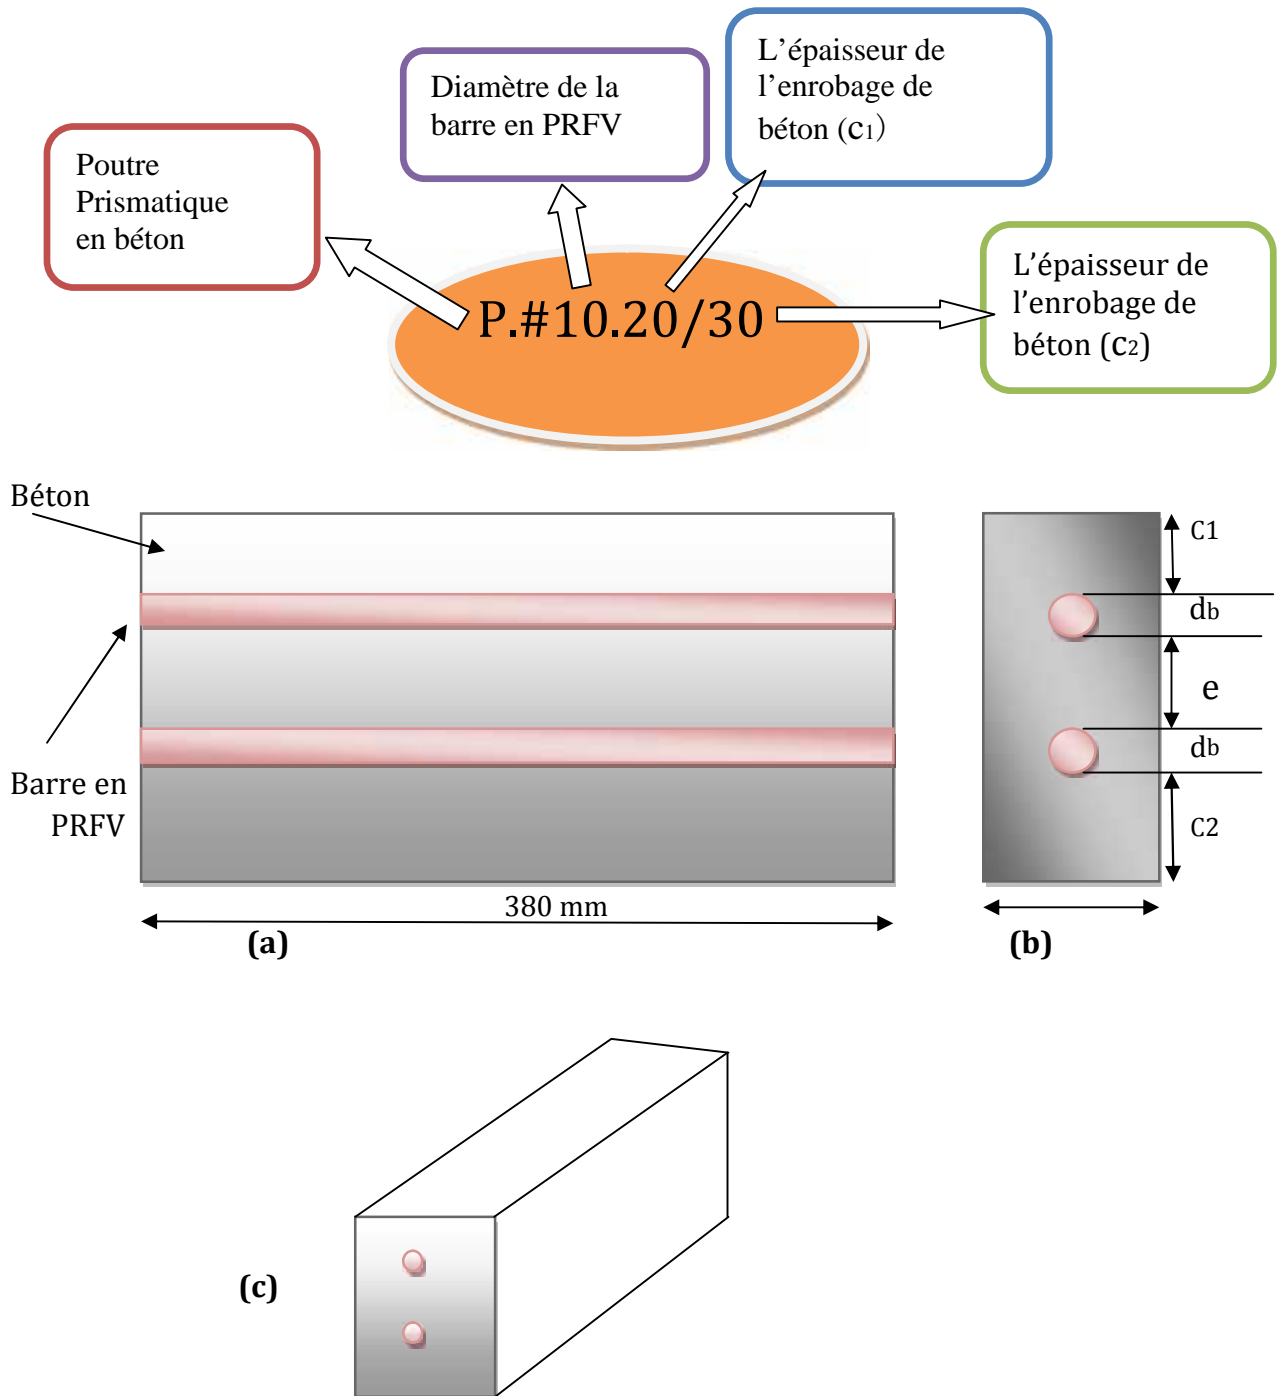 L'épaisseur de
l'enrobage de
béton (c1)
Diamètre de la
barre en PRFV
Poutre
Prismatique
en béton
L'épaisseur de
l'enrobage de
béton (c2)
P.#10.20/30
Béton
Barre en
PRFV
380 mm
(a)
C1
db
e
db
C2
(b)
(c)